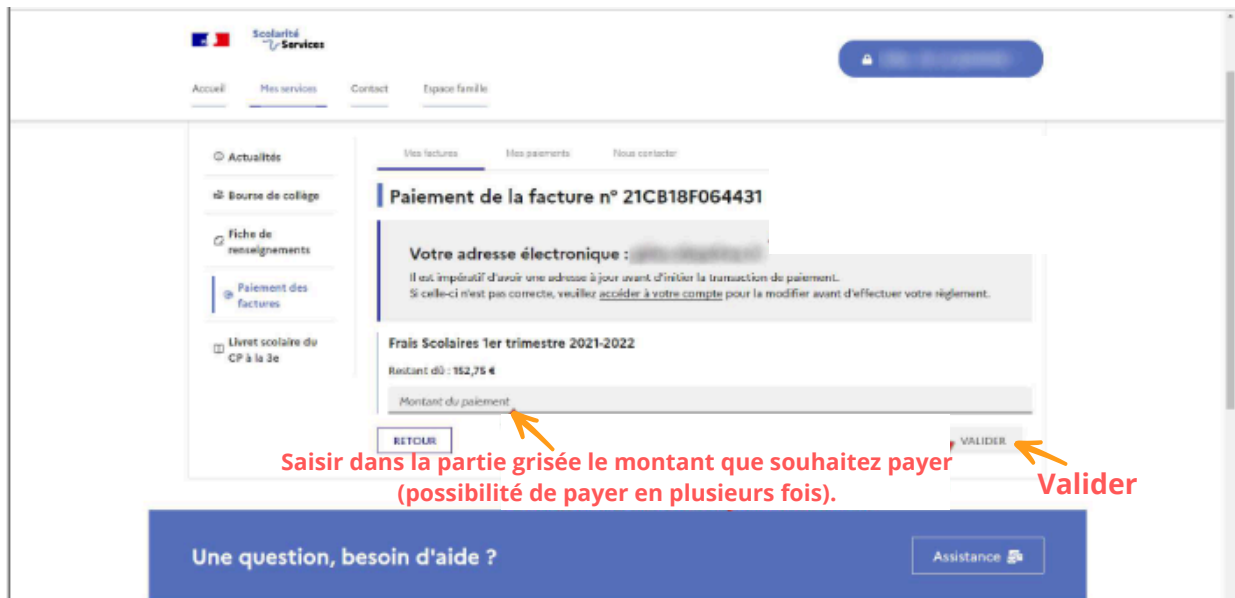 Scolarité
Services
Accueil
Mes services
Contact
Espace famille
Actualités
Bourse de collège
Fiche de
renseignements
Paiement des
factures
Livret scolaire du
CP à la 3e
Mes factures
Mes paiements
Nous contacter
Paiement de la facture n° 21CB18F064431
Votre adresse électronique :
Il est impératif d'avoir une adresse à jour avant d'initier la transaction de paiement.
Si celle-ci n'est pas correcte, veuillez accéder à votre compte pour la modifier avant d'effectuer votre règlement.
Frais Scolaires 1er trimestre 2021-2022
Restant dû : 152,75 €
Montant du paiement
RETOUR
VALIDER
Saisir dans la partie grisée le montant que souhaitez payer
(possibilité de payer en plusieurs fois).
Valider
Une question, besoin d'aide ?
Assistance